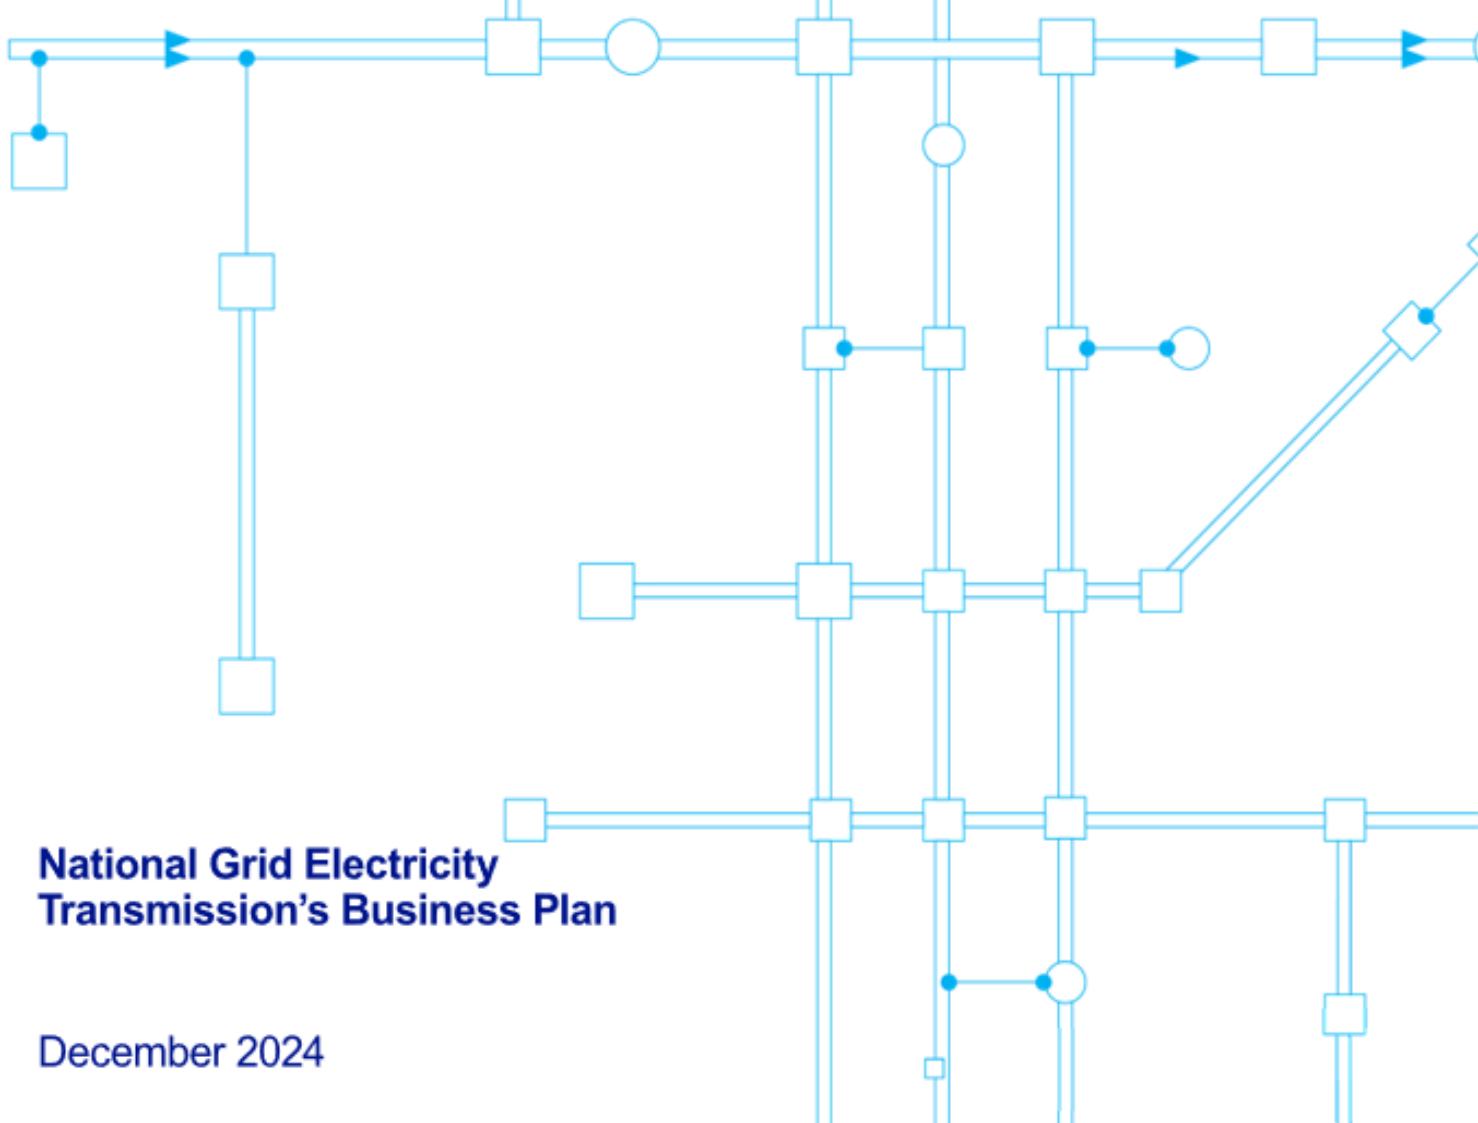 National Grid Electricity
Transmission’s Business Plan
December 2024